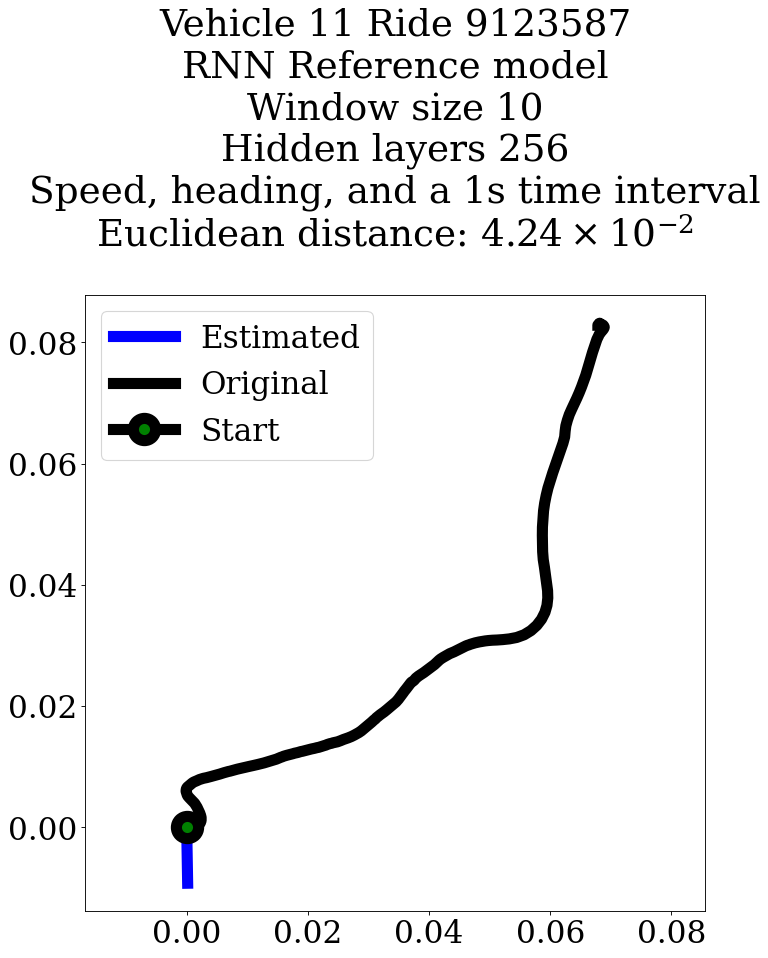 Vehicle 11 Ride 9123587
RNN Reference model
Window size 10
Hidden layers 256
Speed, heading, and a 1s time interval
Euclidean distance: 4.24 × 10⁻²
Estimated
Original
Start
0.08
0.06
0.04
0.02
0.00
0.00 0.02 0.04 0.06 0.08